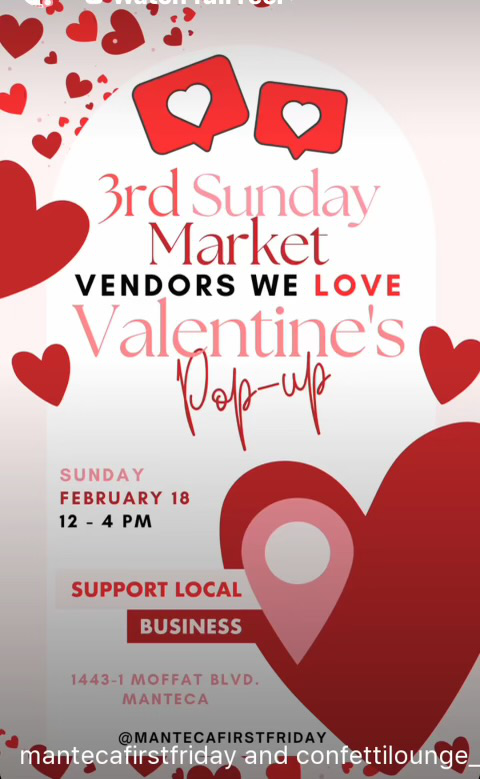 3rd Sunday
Market
VENDORS WE LOVE
Valentine's
Pop-up
SUNDAY
FEBRUARY 18
12 - 4 PM
SUPPORT LOCAL
BUSINESS
1443-1 MOFFAT BLVD.
MANTECA
@MANTECAFIRSTFRIDAY
mantecafirstfriday and confettilounge_